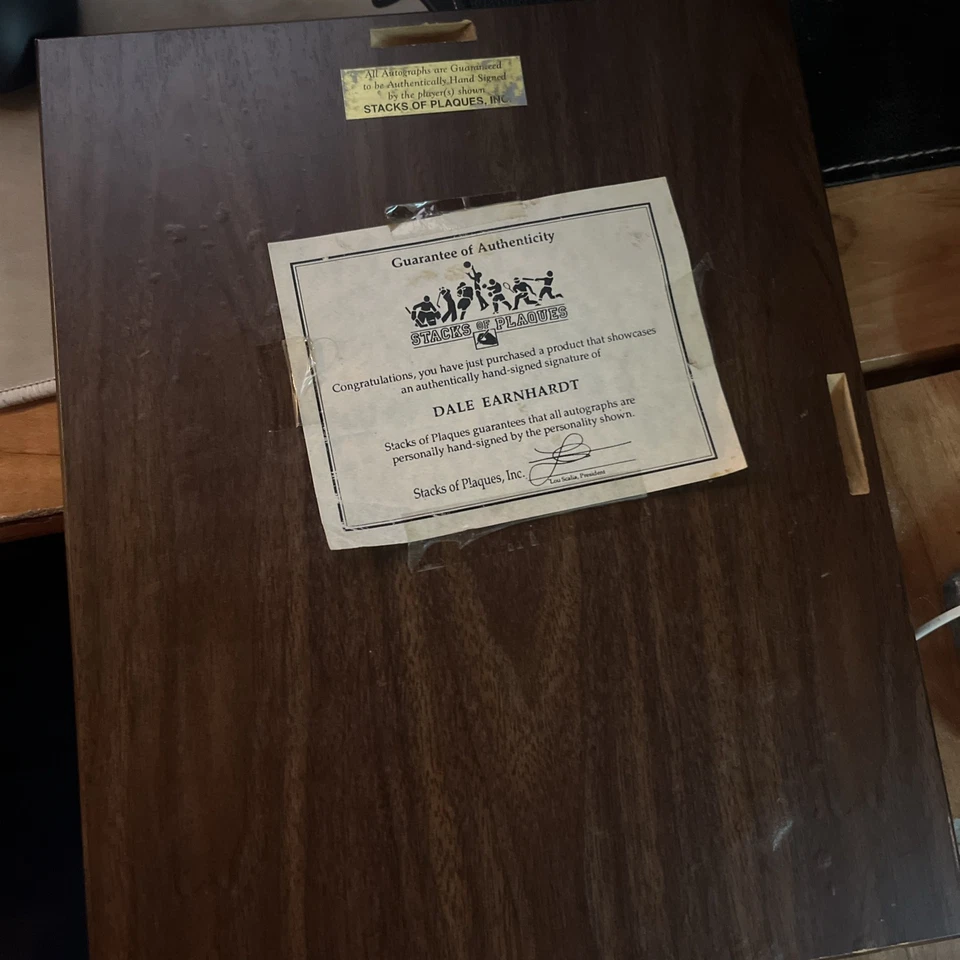 All Autographs are Guaranteed
to be Authentically Hand Signed
by the player(s) shown
STACKS OF PLAQUES, INC.
Guarantee of Authenticity
STACKS OF PLAQUES
Congratulations, you have just purchased a product that showcases
an authentically hand-signed signature of
DALE EARNHARDT
Stacks of Plaques guarantees that all autographs are
personally hand-signed by the personality shown.
Stacks of Plaques, Inc.
Lou Scalia, President